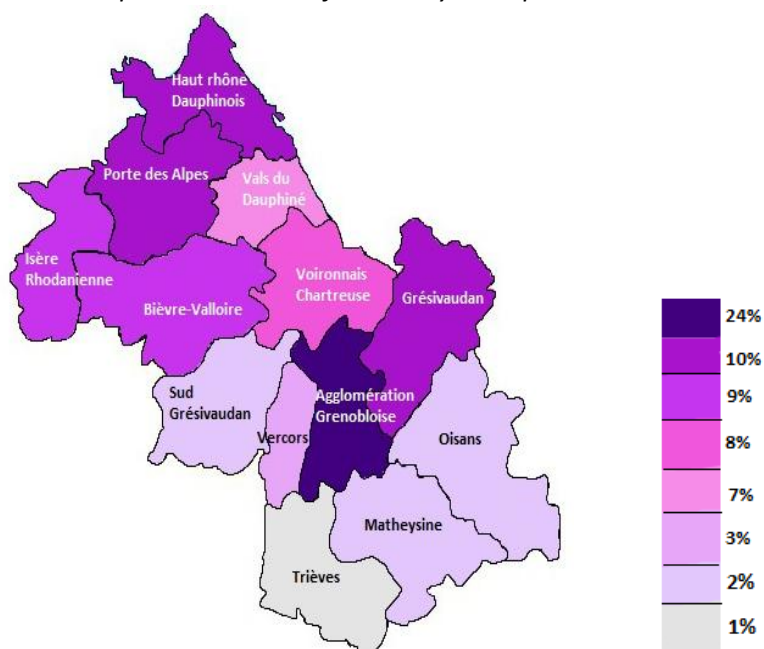 Haut rhône
Dauphinois
Porte des Alpes
Vals du
Dauphiné
Isère
Rhodanienne
Bièvre-Valloire
Voironnais
Chartreuse
Grésivaudan
Sud
Grésivaudan
Vercors
Agglomération
Grenobloise
Oisans
Matheysine
Trièves
24%
10%
9%
8%
7%
3%
2%
1%